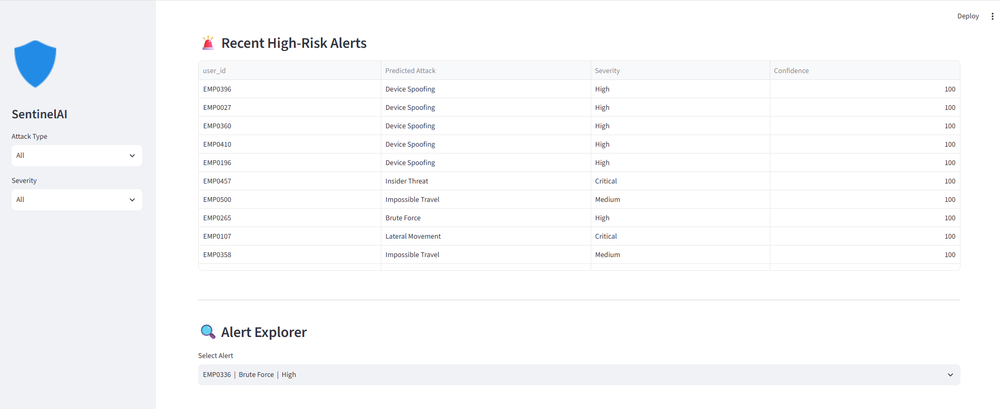 Deploy
SentinelAI
Attack Type
All
Severity
All
Recent High-Risk Alerts
user_id Predicted Attack Severity Confidence
EMP0396 Device Spoofing High 100
EMP0027 Device Spoofing High 100
EMP0360 Device Spoofing High 100
EMP0410 Device Spoofing High 100
EMP0196 Device Spoofing High 100
EMP0457 Insider Threat Critical 100
EMP0500 Impossible Travel Medium 100
EMP0265 Brute Force High 100
EMP0107 Lateral Movement Critical 100
EMP0358 Impossible Travel Medium 100
Alert Explorer
Select Alert
EMP0336 | Brute Force | High